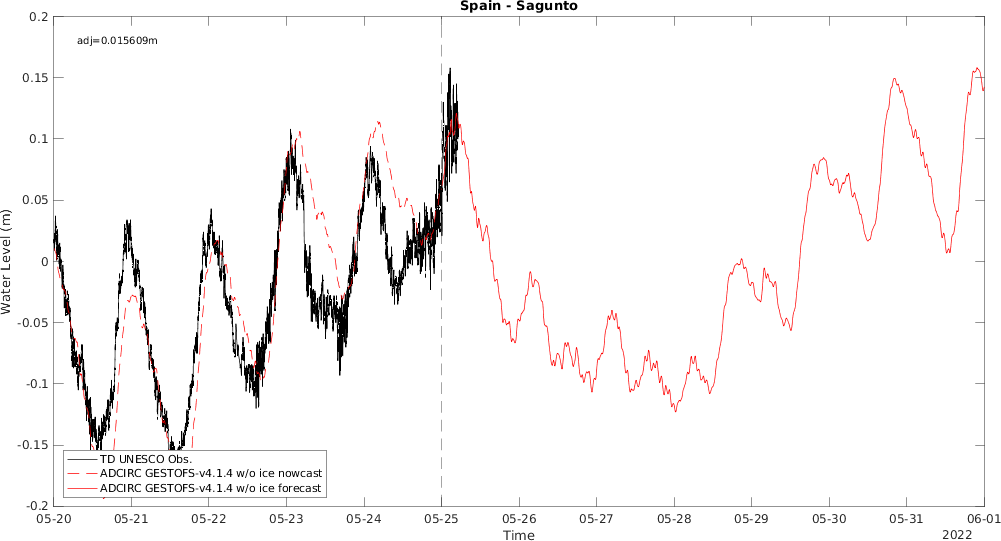 Spain - Sagunto
adj=0.015609m
0.2
0.15
0.1
0.05
0
-0.05
-0.1
-0.15
-0.2
Water Level (m)
TD UNESCO Obs.
ADCIRC GESTOFS-v4.1.4 w/o ice nowcast
ADCIRC GESTOFS-v4.1.4 w/o ice forecast
05-20 05-21 05-22 05-23 05-24 05-25 05-26 05-27 05-28 05-29 05-30 05-31 06-01
Time
2022